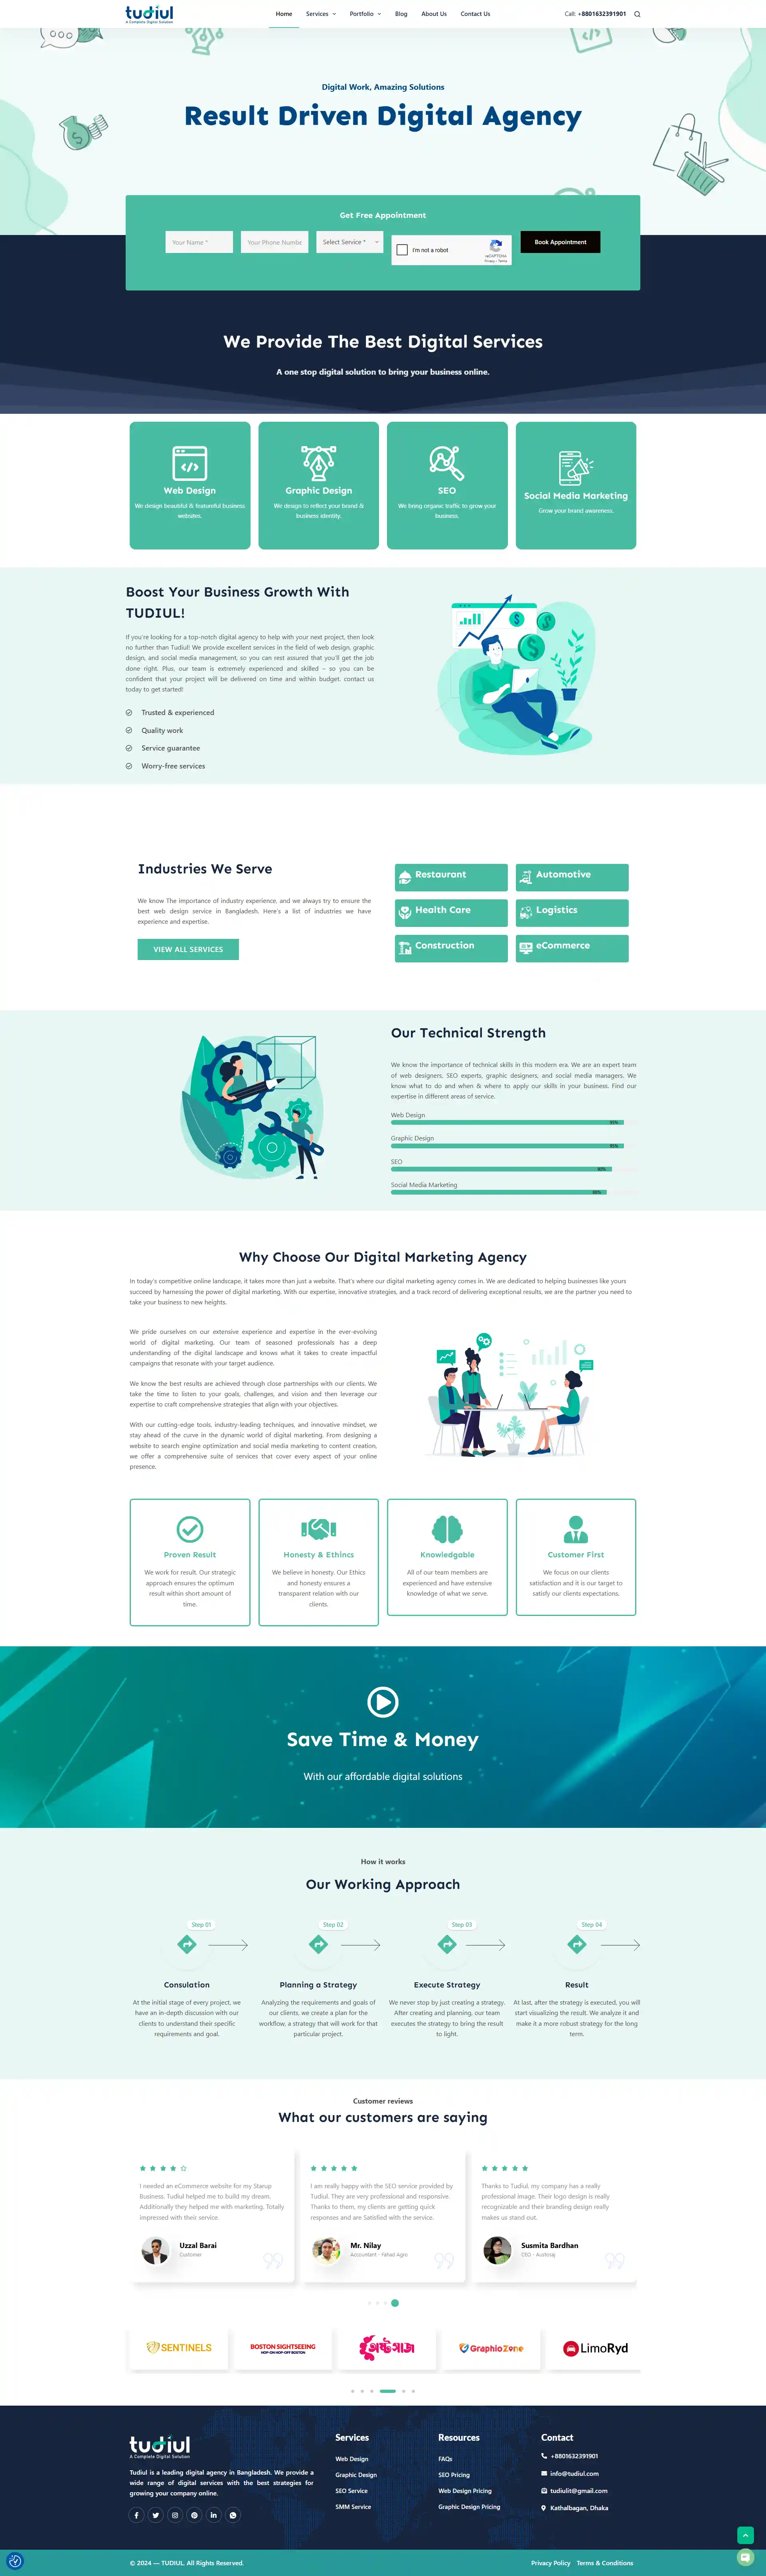 tudiul
A Complete Digital Solution
Home Services Portfolio Blog About Us Contact Us
Call: +8801632391901
Digital Work, Amazing Solutions
Result Driven Digital Agency
Get Free Appointment
Your Name *
Your Phone Numbe
Select Service *
I'm not a robot
reCAPTCHA
Privacy - Terms
Book Appointment
We Provide The Best Digital Services
A one stop digital solution to bring your business online.
Web Design
We design beautiful & featureful business
websites.
Graphic Design
We design to reflect your brand &
business identity.
SEO
We bring organic traffic to grow your
business.
Social Media Marketing
Grow your brand awareness.
Boost Your Business Growth With
TUDIUL!
If you're looking for a top-notch digital agency to help with your next project, then look
no further than Tudiul! We provide excellent services in the field of web design, graphic
design, and social media management, so you can rest assured that you'll get the job
done right. Plus, our team is extremely experienced and skilled – so you can be
confident that your project will be delivered on time and within budget. contact us
today to get started!
Trusted & experienced
Quality work
Service guarantee
Worry-free services
Industries We Serve
We know The importance of industry experience, and we always try to ensure the
best web design service in Bangladesh. Here's a list of industries we have
experience and expertise.
VIEW ALL SERVICES
Restaurant
Automotive
Health Care
Logistics
Construction
eCommerce
Our Technical Strength
We know the importance of technical skills in this modern era. We are an expert team
of web designers, SEO experts, graphic designers, and social media managers. We
know what to do and when & where to apply our skills in your business. Find our
expertise in different areas of service.
Web Design
95%
Graphic Design
95%
SEO
90%
Social Media Marketing
88%
Why Choose Our Digital Marketing Agency
In today's competitive online landscape, it takes more than just a website. That's where our digital marketing agency comes in. We are dedicated to helping businesses like yours
succeed by harnessing the power of digital marketing. With our expertise, innovative strategies, and a track record of delivering exceptional results, we are the partner you need to
take your business to new heights.
We pride ourselves on our extensive experience and expertise in the ever-evolving
world of digital marketing. Our team of seasoned professionals has a deep
understanding of the digital landscape and knows what it takes to create impactful
campaigns that resonate with your target audience.
We know the best results are achieved through close partnerships with our clients. We
take the time to listen to your goals, challenges, and vision and then leverage our
expertise to craft comprehensive strategies that align with your objectives.
With our cutting-edge tools, industry-leading techniques, and innovative mindset, we
stay ahead of the curve in the dynamic world of digital marketing. From designing a
website to search engine optimization and social media marketing to content creation,
we offer a comprehensive suite of services that cover every aspect of your online
presence.
Proven Result
We work for result. Our strategic
approach ensures the optimum
result within short amount of
time.
Honesty & Ethincs
We believe in honesty. Our Ethics
and honesty ensures a
transparent relation with our
clients.
Knowledgable
All of our team members are
experienced and have extensive
knowledge of what we serve.
Customer First
We focus on our clients
satisfaction and it is our target to
satisfy our clients expectations.
Save Time & Money
With our affordable digital solutions
How it works
Our Working Approach
Step 01
Consulation
At the initial stage of every project, we
have an in-depth discussion with our
clients to understand their specific
requirements and goal.
Step 02
Planning a Strategy
Analyzing the requirements and goals of
our clients, we create a plan for the
workflow, a strategy that will work for that
particular project.
Step 03
Execute Strategy
We never stop by just creating a strategy.
After creating and planning, our team
executes the strategy to bring the result
to light.
Step 04
Result
At last, after the strategy is executed, you will
start visualizing the result. We analyze it and
make it a more robust strategy for the long
term.
Customer reviews
What our customers are saying
I needed an eCommerce website for my Starup
Business. Tudiul helped me to build my dream.
Additionally they helped me with marketing. Totally
impressed with their service.
Uzzal Barai
Customer
I am really happy with the SEO service provided by
Tudiul. They are very professional and responsive.
Thanks to them, my clients are getting quick
responses and are Satisfied with the service.
Mr. Nilay
Accountant - Fahad Agro
Thanks to Tudiul, my company has a really
professional image. Their logo design is really
recognizable and their branding design really
makes us stand out.
Susmita Bardhan
CEO - Austosaj
SENTINELS
BOSTON SIGHTSEEING
HOP-ON HOP-OFF BOSTON
অষ্টসাজ
GraphioZone
LimoRyd
tudiul
A Complete Digital Solution
Tudiul is a leading digital agency in Bangladesh. We provide a
wide range of digital services with the best strategies for
growing your company online.
Services
Web Design
Graphic Design
SEO Service
SMM Service
Resources
FAQs
SEO Pricing
Web Design Pricing
Graphic Design Pricing
Contact
+8801632391901
info@tudiul.com
tudiulit@gmail.com
Kathalbagan, Dhaka
© 2024 — TUDIUL. All Rights Reserved.
Privacy Policy Terms & Conditions